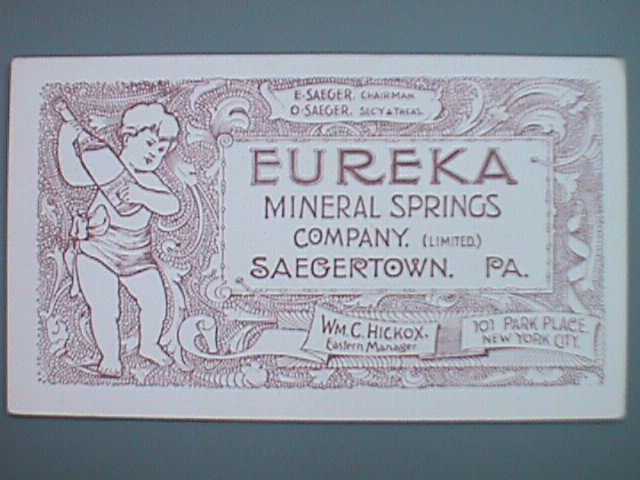 E. SAEGER, CHAIRMAN
O. SAEGER, SEC'Y & TREAS.
EUREKA
MINERAL SPRINGS
COMPANY. (LIMITED.)
SAEGERTOWN. PA.
WM. C. HICKOX.
Eastern Manager
101 PARK PLACE
NEW YORK CITY.